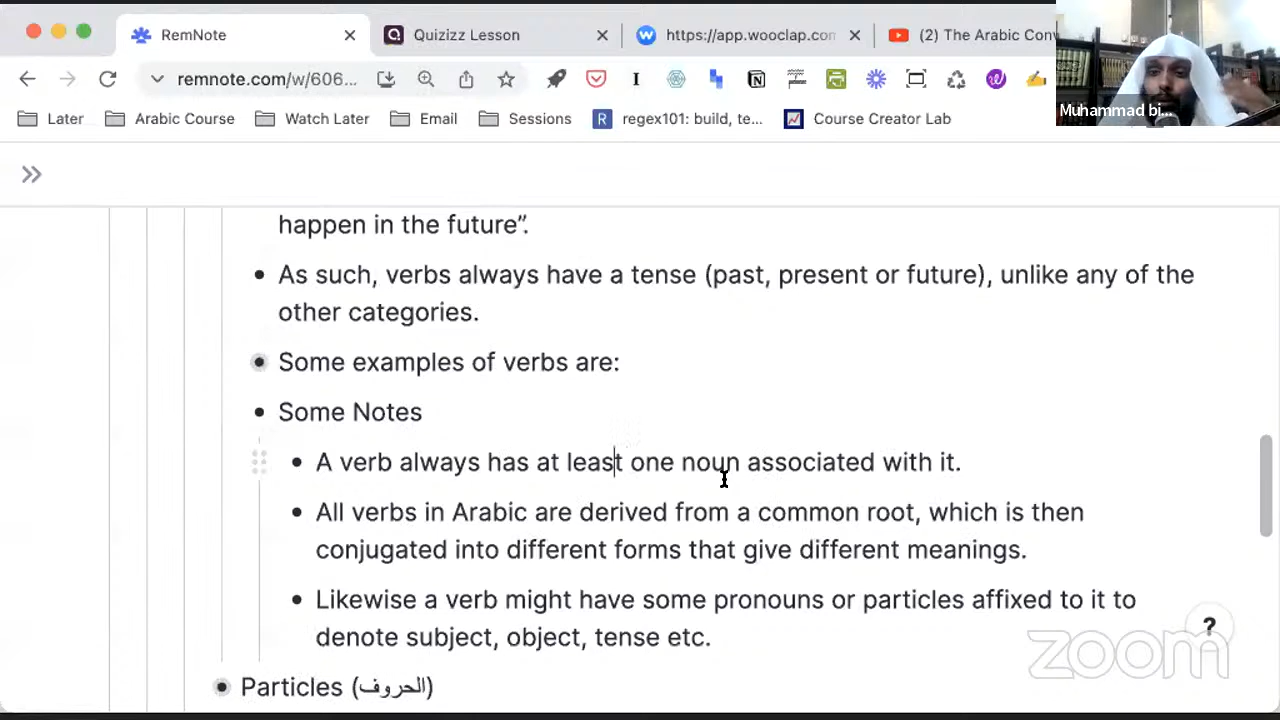 RemNote
Quizizz Lesson
https://app.wooclap.com
(2) The Arabic Con
remnote.com/w/606...
Muhammad bi...
Later
Arabic Course
Watch Later
Email
Sessions
regex101: build, te...
Course Creator Lab
happen in the future”.
As such, verbs always have a tense (past, present or future), unlike any of the
other categories.
Some examples of verbs are:
Some Notes
A verb always has at least one noun associated with it.
All verbs in Arabic are derived from a common root, which is then
conjugated into different forms that give different meanings.
Likewise a verb might have some pronouns or particles affixed to it to
denote subject, object, tense etc.
?
zoom
Particles (الحروف)